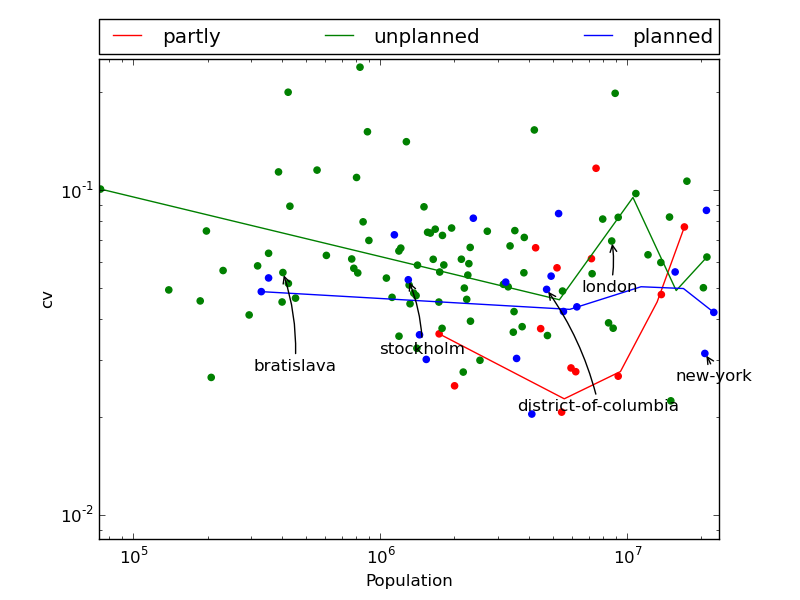 partly unplanned planned
10^-1
london
stockholm
bratislava
new-york
district-of-columbia
10^-2
cv
10^5 10^6 10^7
Population